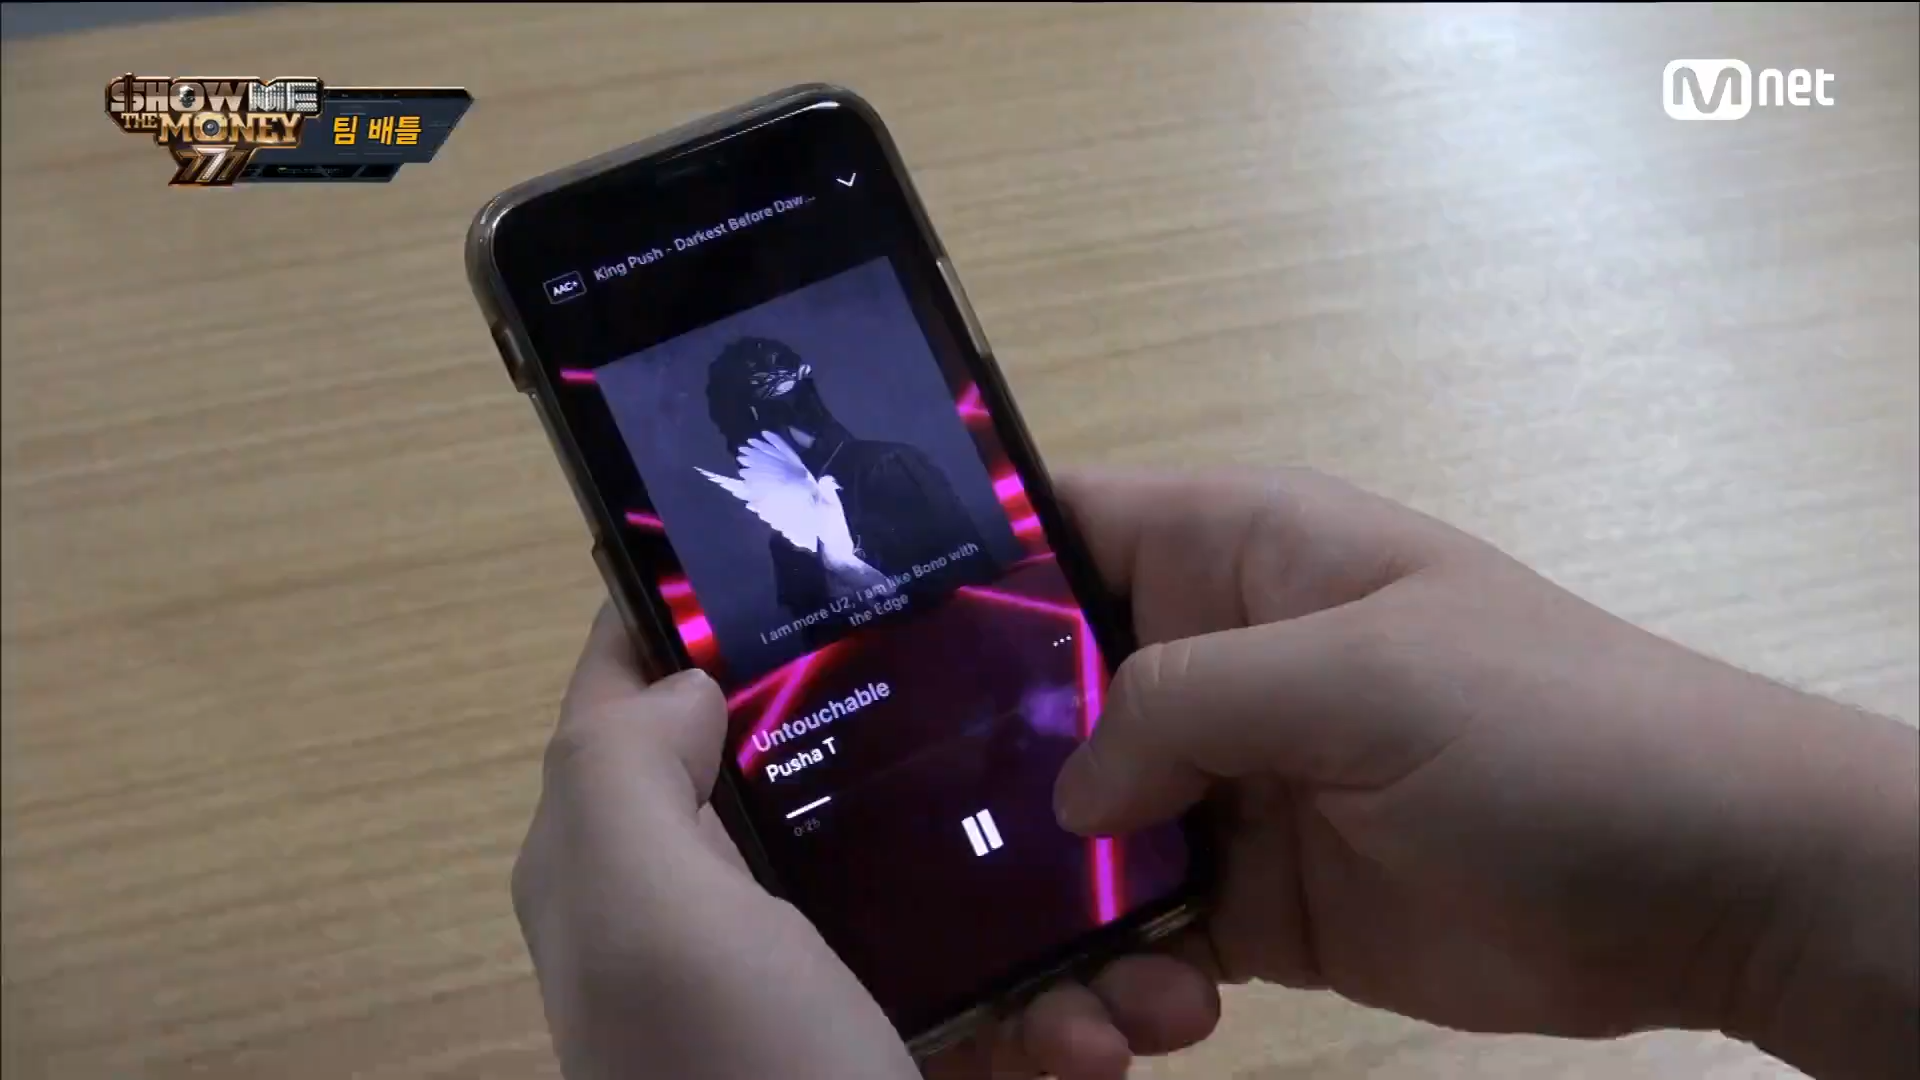 $HOW ME
THE MONEY
777
팀 배틀
Mnet
King Push - Darkest Before Daw...
AAC+
I am more U2, I am like Bono with
the Edge
Untouchable
Pusha T
0:25